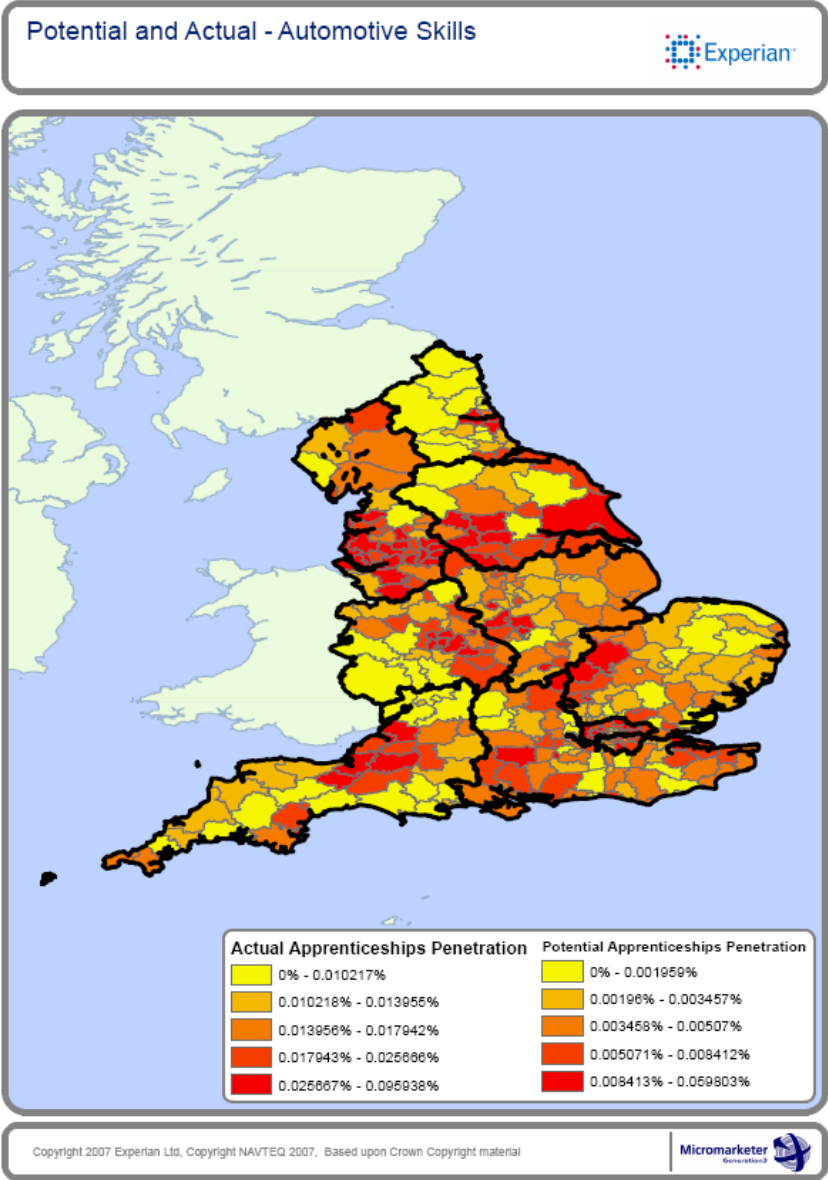 Potential and Actual - Automotive Skills
Experian™
Actual Apprenticeships Penetration
0% - 0.010217%
0.010218% - 0.013955%
0.013956% - 0.017942%
0.017943% - 0.025666%
0.025667% - 0.095938%
Potential Apprenticeships Penetration
0% - 0.001959%
0.00196% - 0.003457%
0.003458% - 0.00507%
0.005071% - 0.008412%
0.008413% - 0.059803%
Copyright 2007 Experian Ltd, Copyright NAVTEQ 2007, Based upon Crown Copyright material
Micromarketer
Generation3